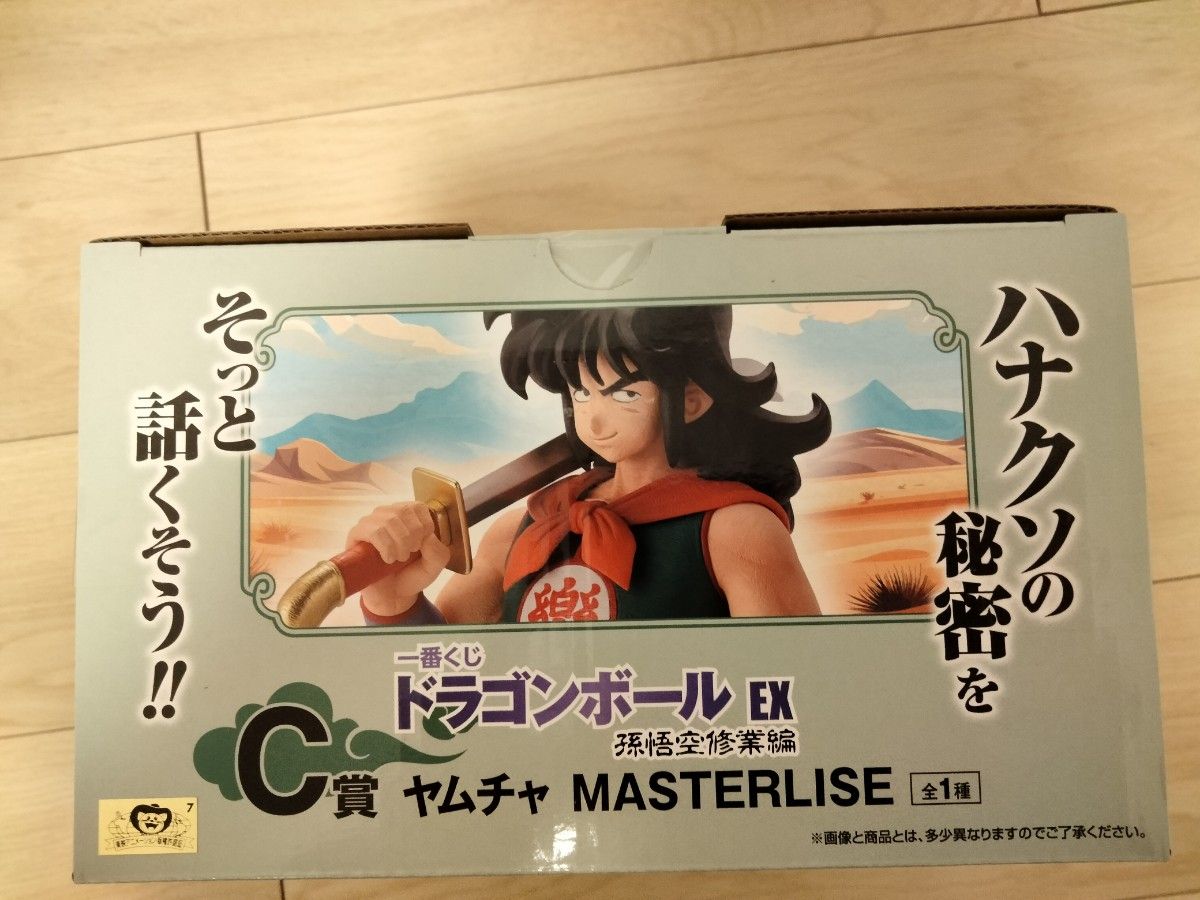 ハナクソの
秘密を
そっと
話くそう!!
樂
一番くじ
ドラゴンボール EX
孫悟空修業編
C賞 ヤムチャ MASTERLISE 全1種
※画像と商品とは、多少異なりますのでご了承ください。
7